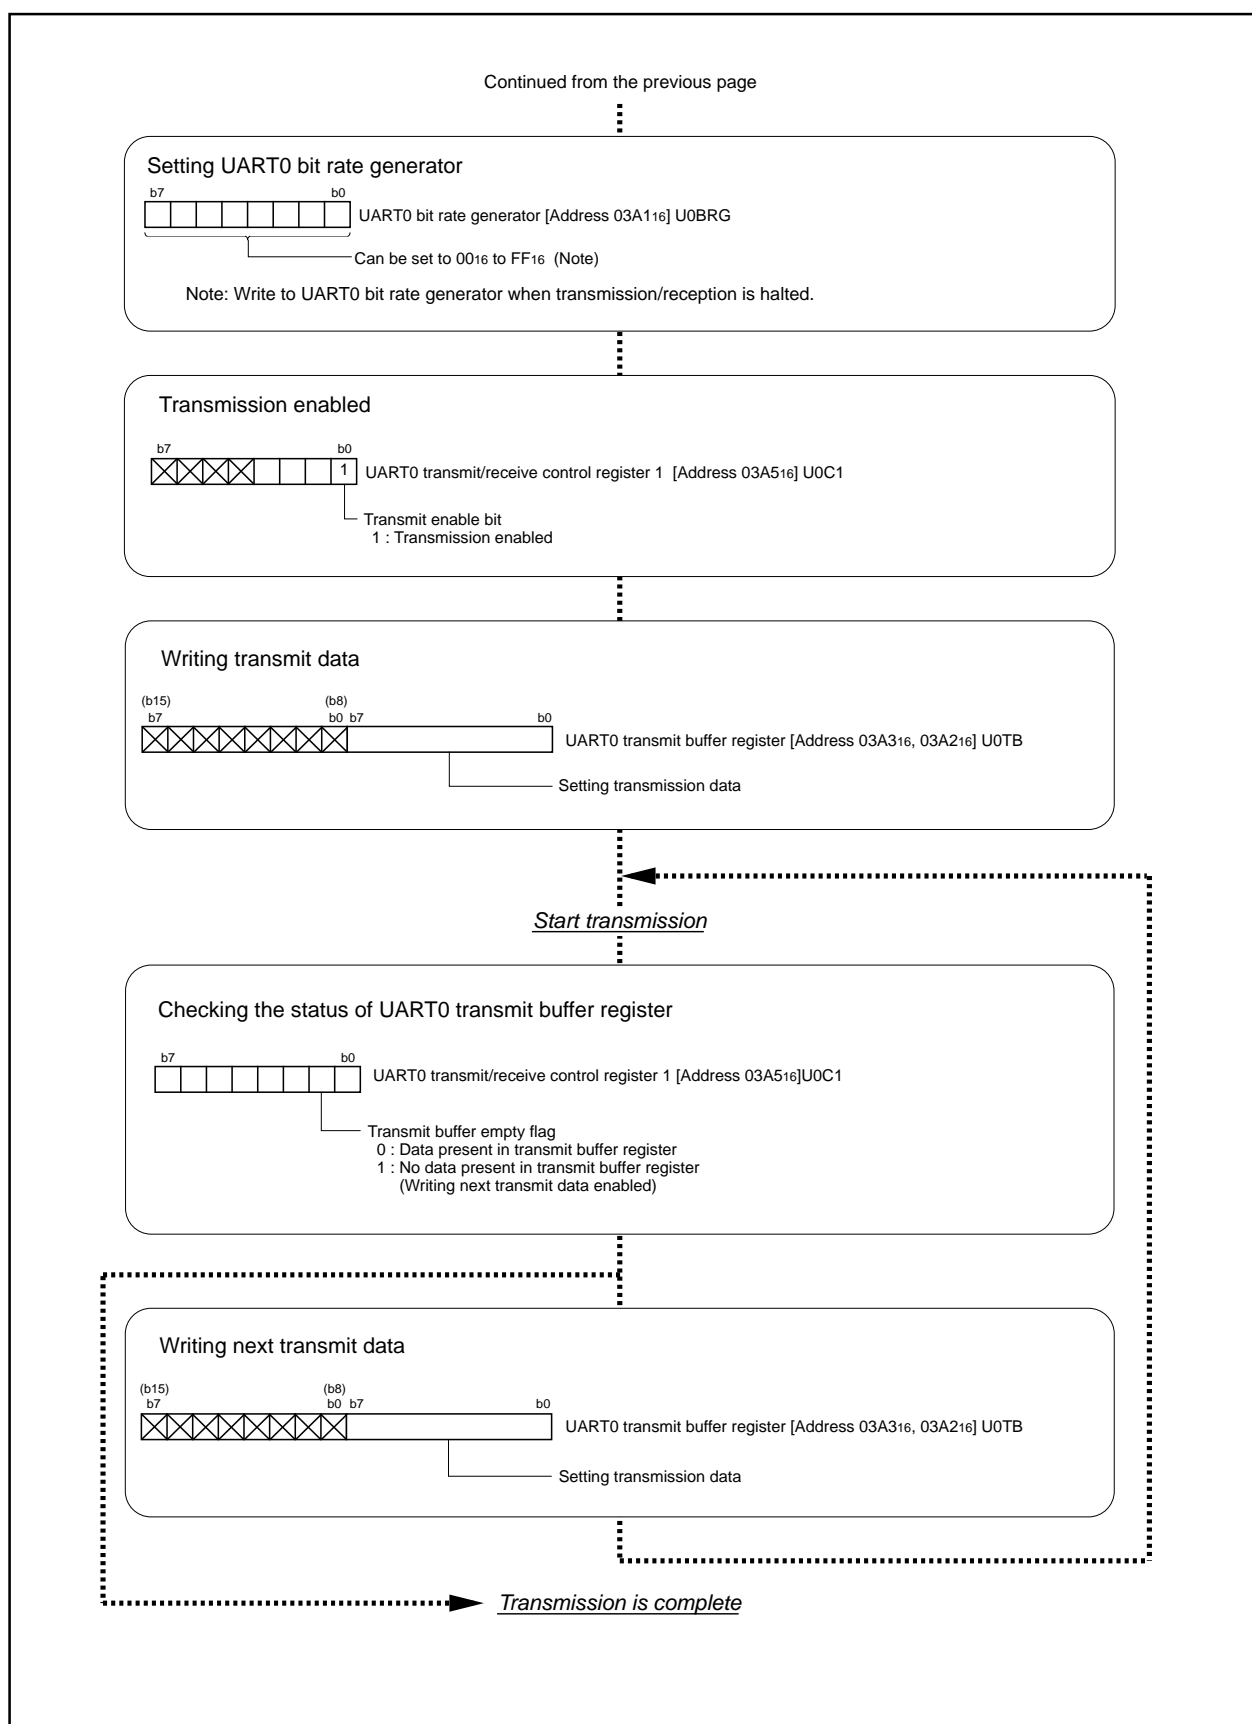 Continued from the previous page
Setting UART0 bit rate generator
b7 b0
UART0 bit rate generator [Address 03A116] U0BRG
Can be set to 0016 to FF16 (Note)
Note: Write to UART0 bit rate generator when transmission/reception is halted.
Transmission enabled
b7 b0
1 UART0 transmit/receive control register 1 [Address 03A516] U0C1
Transmit enable bit
1 : Transmission enabled
Writing transmit data
(b15) (b8)
b7 b0 b7 b0
UART0 transmit buffer register [Address 03A316, 03A216] U0TB
Setting transmission data
Start transmission
Checking the status of UART0 transmit buffer register
b7 b0
UART0 transmit/receive control register 1 [Address 03A516]U0C1
Transmit buffer empty flag
0 : Data present in transmit buffer register
1 : No data present in transmit buffer register
(Writing next transmit data enabled)
Writing next transmit data
(b15) (b8)
b7 b0 b7 b0
UART0 transmit buffer register [Address 03A316, 03A216] U0TB
Setting transmission data
Transmission is complete